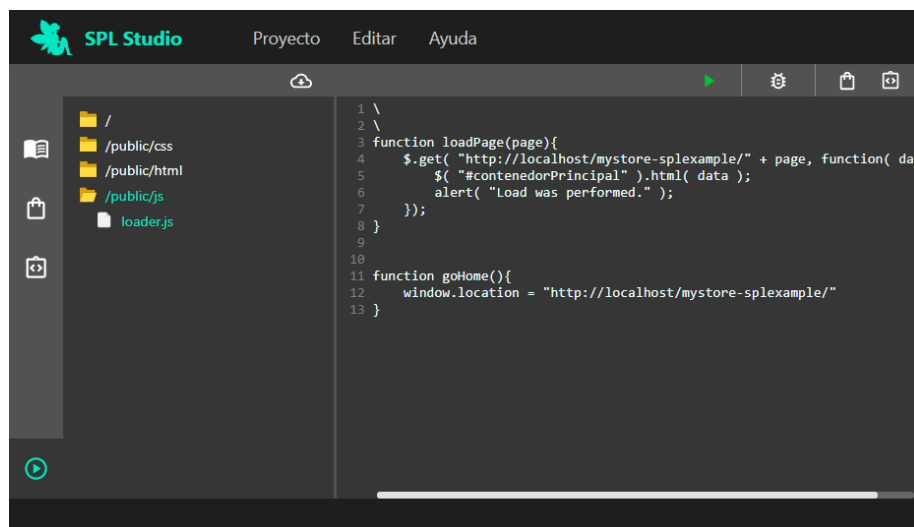 SPL Studio Proyecto Editar Ayuda
/
/public/css
/public/html
/public/js
loader.js
1 \
2 \
3 function loadPage(page){
4 $.get( "http://localhost/mystore-splexample/" + page, function( da
5 $( "#contenedorPrincipal" ).html( data );
6 alert( "Load was performed." );
7 });
8 }
9
10
11 function goHome(){
12 window.location = "http://localhost/mystore-splexample/"
13 }